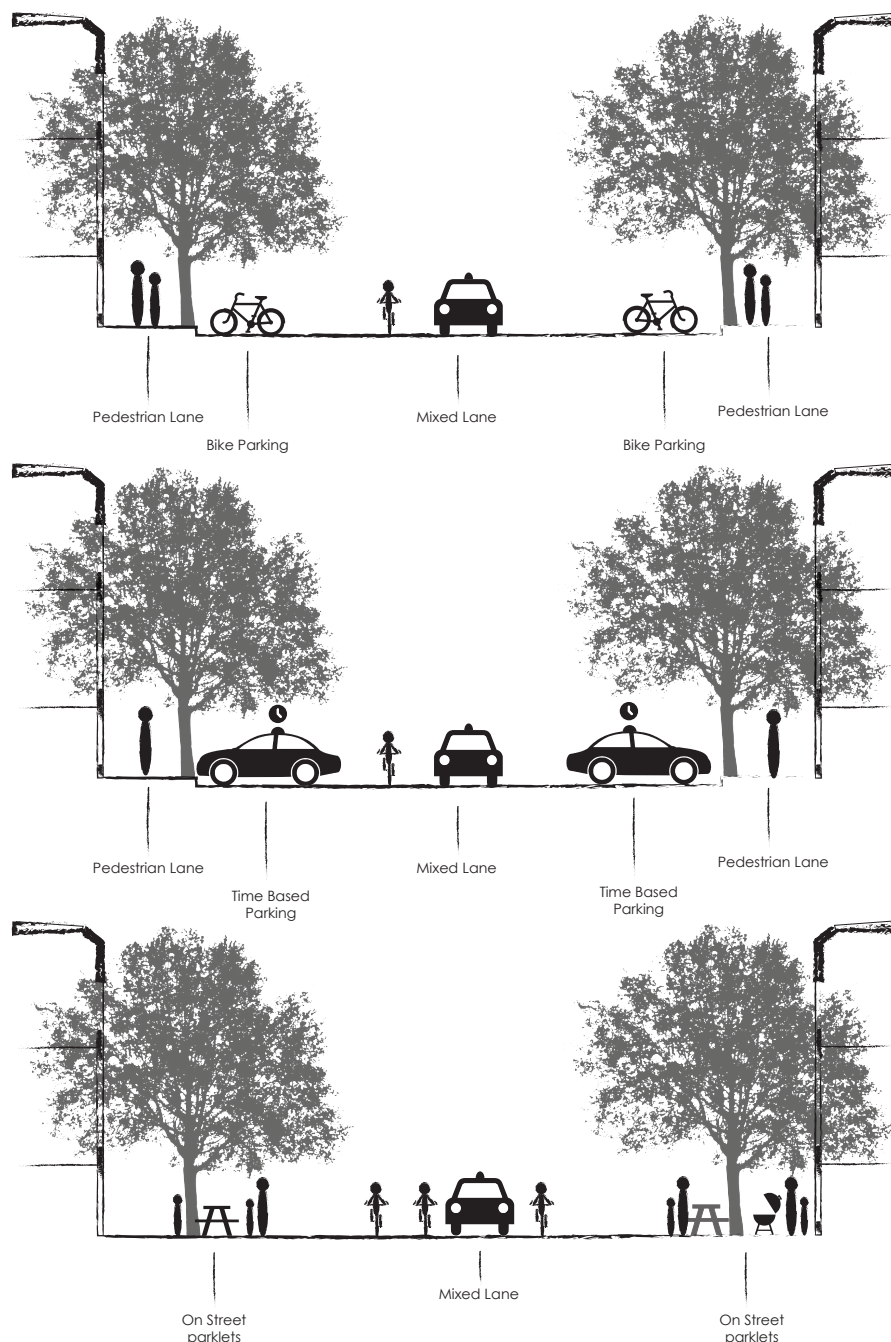 Pedestrian Lane
Bike Parking
Mixed Lane
Bike Parking
Pedestrian Lane
Pedestrian Lane
Time Based
Parking
Mixed Lane
Time Based
Parking
Pedestrian Lane
On Street
parklets
Mixed Lane
On Street
parklets